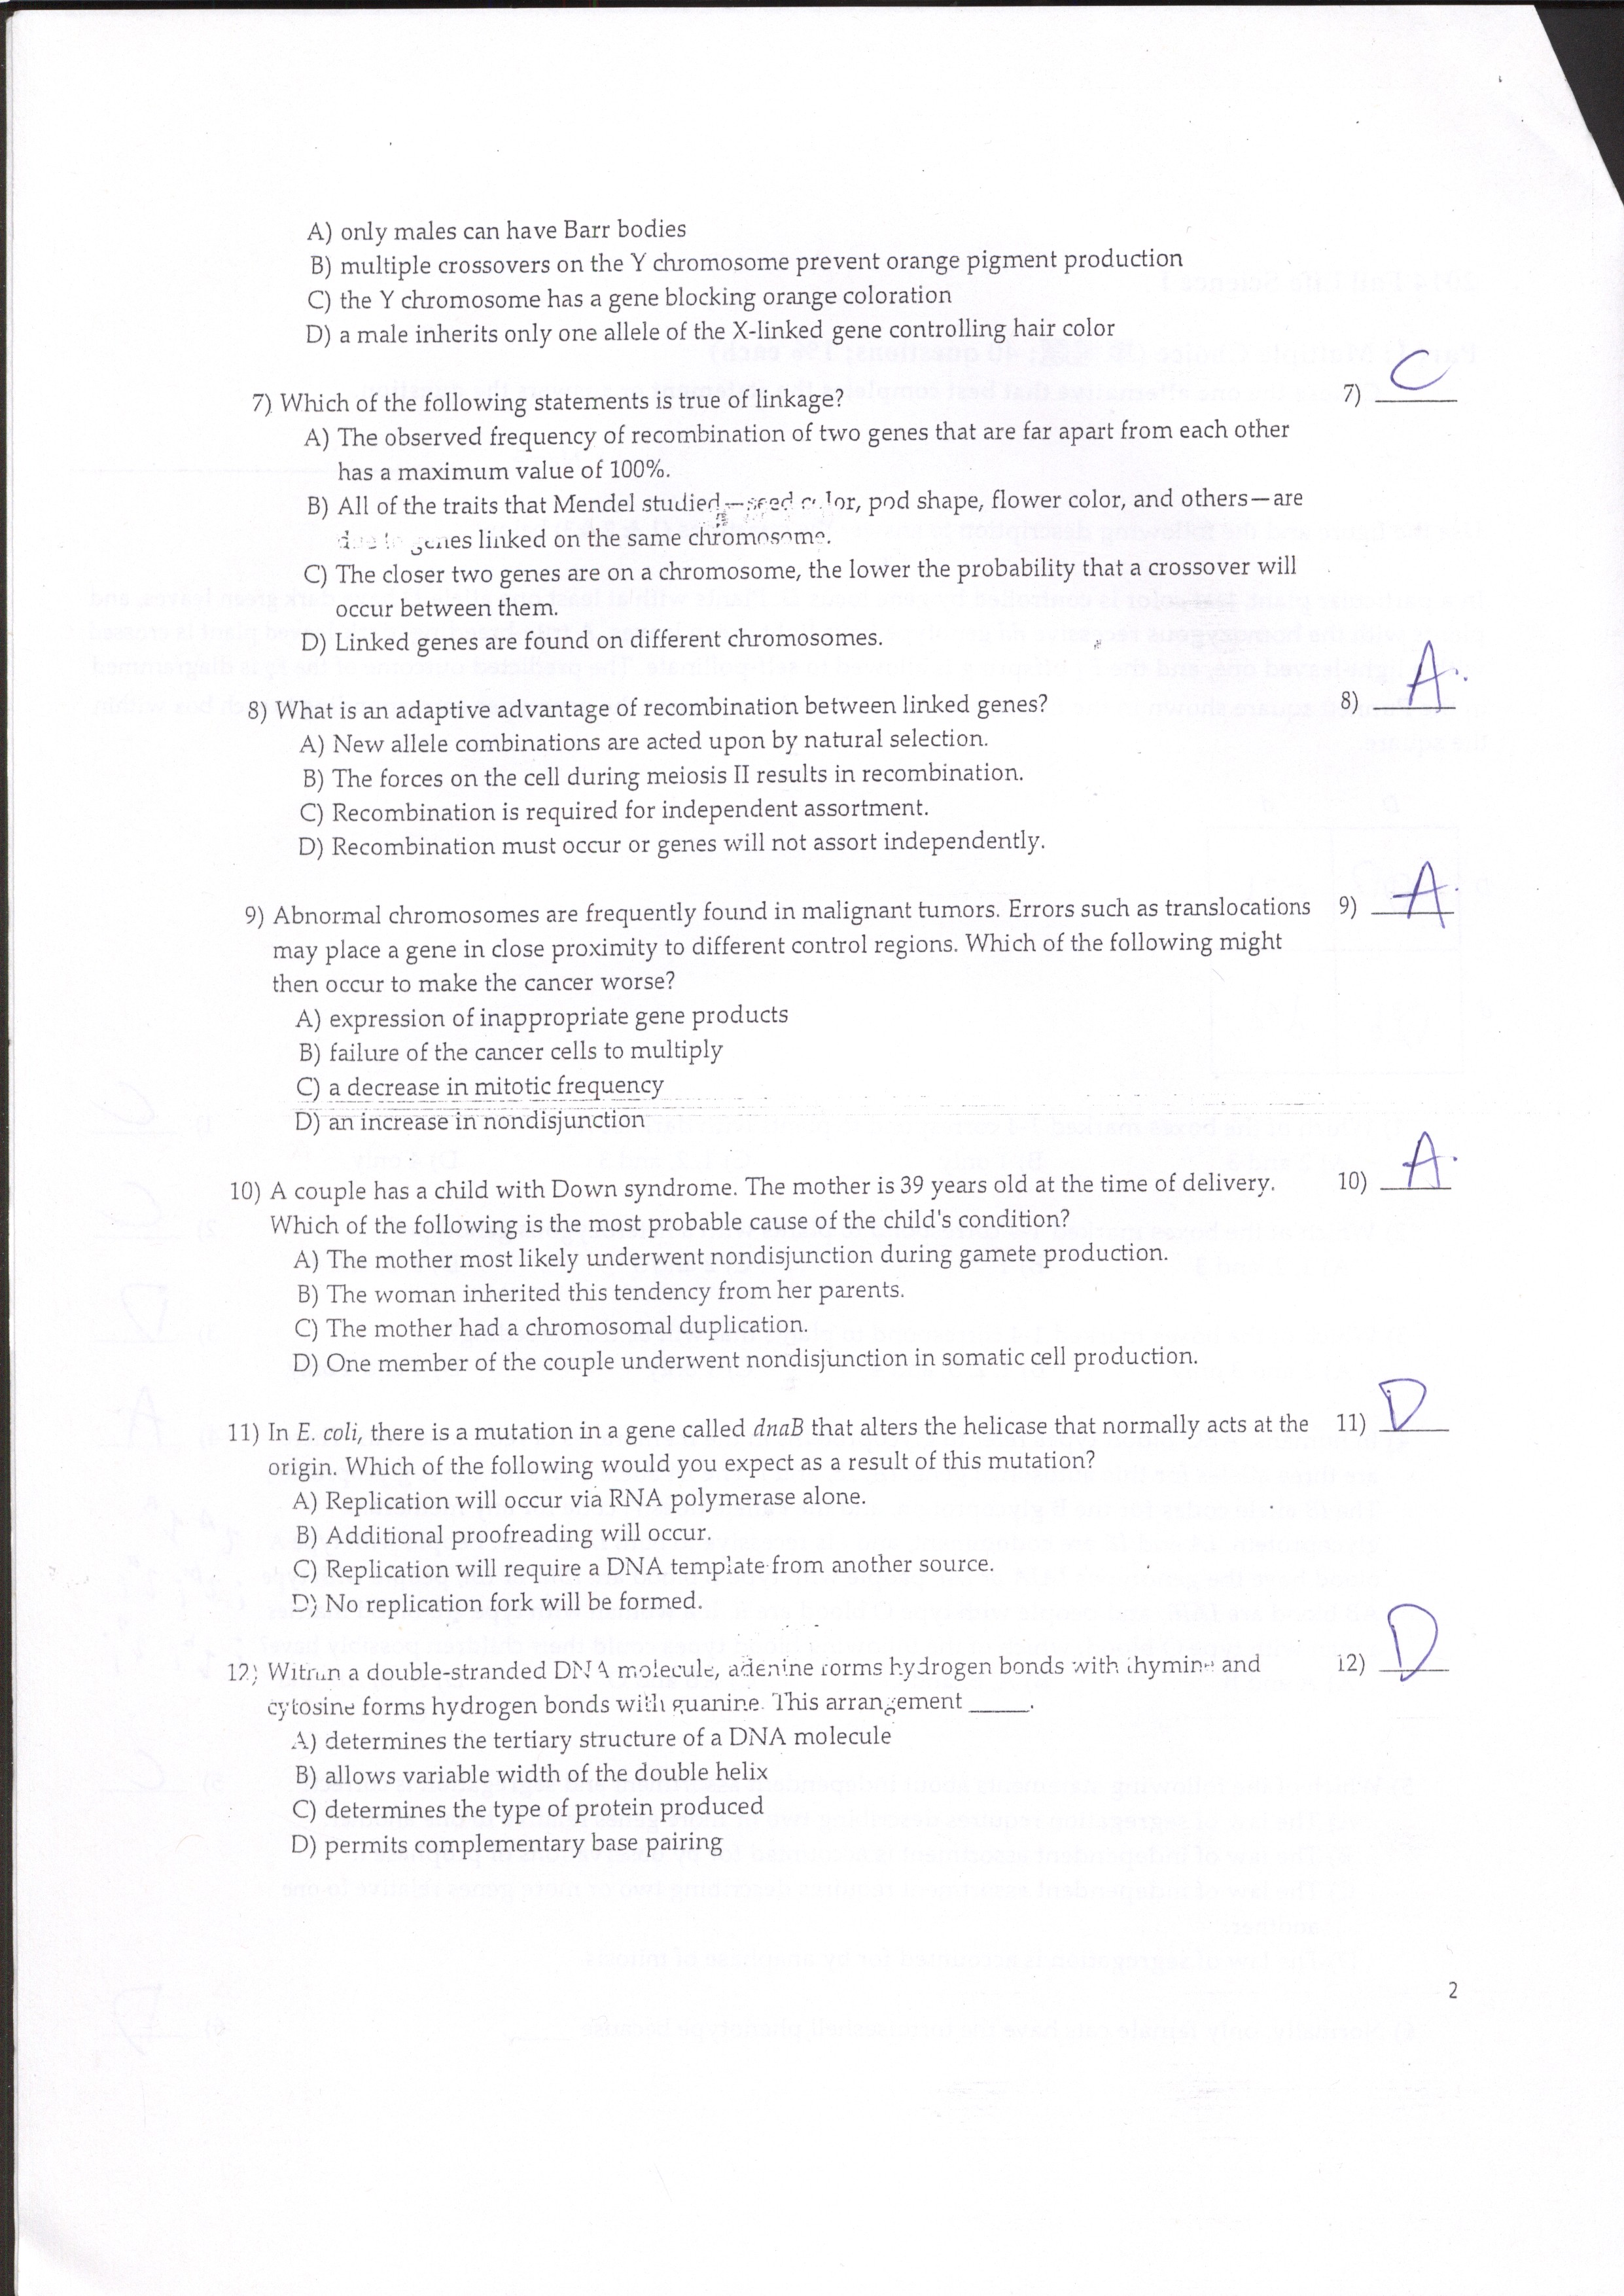 A) only males can have Barr bodies
B) multiple crossovers on the Y chromosome prevent orange pigment production
C) the Y chromosome has a gene blocking orange coloration
D) a male inherits only one allele of the X-linked gene controlling hair color
7) Which of the following statements is true of linkage? 7) C
A) The observed frequency of recombination of two genes that are far apart from each other
has a maximum value of 100%.
B) All of the traits that Mendel studied—seed color, pod shape, flower color, and others—are
due to genes linked on the same chromosome.
C) The closer two genes are on a chromosome, the lower the probability that a crossover will
occur between them.
D) Linked genes are found on different chromosomes.
8) What is an adaptive advantage of recombination between linked genes? 8) A.
A) New allele combinations are acted upon by natural selection.
B) The forces on the cell during meiosis II results in recombination.
C) Recombination is required for independent assortment.
D) Recombination must occur or genes will not assort independently.
9) Abnormal chromosomes are frequently found in malignant tumors. Errors such as translocations 9) A.
may place a gene in close proximity to different control regions. Which of the following might
then occur to make the cancer worse?
A) expression of inappropriate gene products
B) failure of the cancer cells to multiply
C) a decrease in mitotic frequency
D) an increase in nondisjunction
10) A couple has a child with Down syndrome. The mother is 39 years old at the time of delivery. 10) A.
Which of the following is the most probable cause of the child's condition?
A) The mother most likely underwent nondisjunction during gamete production.
B) The woman inherited this tendency from her parents.
C) The mother had a chromosomal duplication.
D) One member of the couple underwent nondisjunction in somatic cell production.
11) In E. coli, there is a mutation in a gene called dnaB that alters the helicase that normally acts at the 11) D
origin. Which of the following would you expect as a result of this mutation?
A) Replication will occur via RNA polymerase alone.
B) Additional proofreading will occur.
C) Replication will require a DNA template from another source.
D) No replication fork will be formed.
12) Within a double-stranded DNA molecule, adenine forms hydrogen bonds with thymine and 12) D
cytosine forms hydrogen bonds with guanine. This arrangement _____.
A) determines the tertiary structure of a DNA molecule
B) allows variable width of the double helix
C) determines the type of protein produced
D) permits complementary base pairing
2